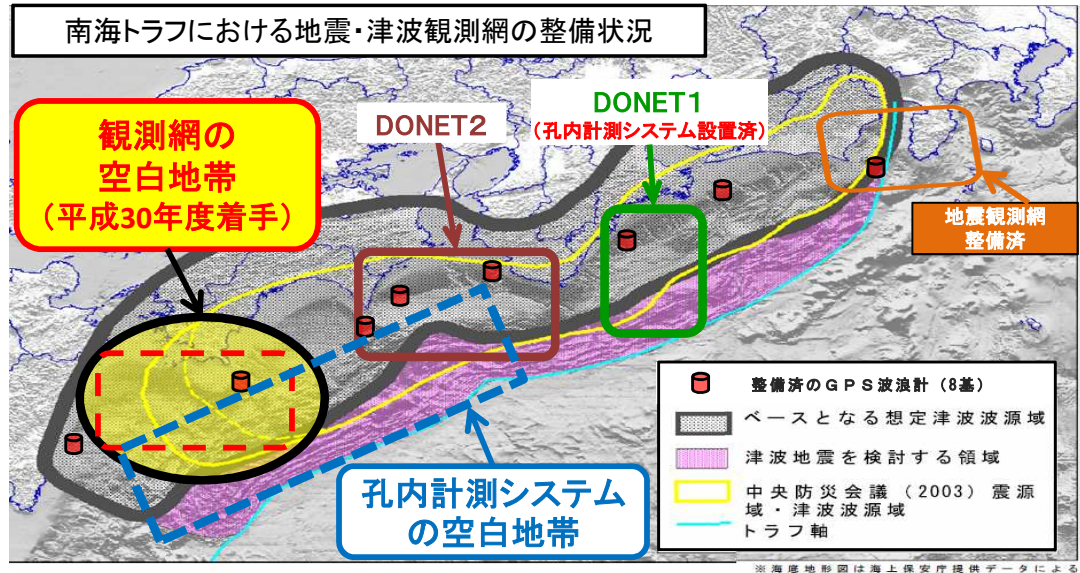 南海トラフにおける地震・津波観測網の整備状況
観測網の
空白地帯
（平成30年度着手）
DONET2
DONET1
（孔内計測システム設置済）
地震観測網
整備済
孔内計測システム
の空白地帯
整備済のＧＰＳ波浪計（8基）
ベースとなる想定津波波源域
津波地震を検討する領域
中央防災会議（2003）震源
域・津波波源域
トラフ軸
※海底地形図は海上保安庁提供データによる